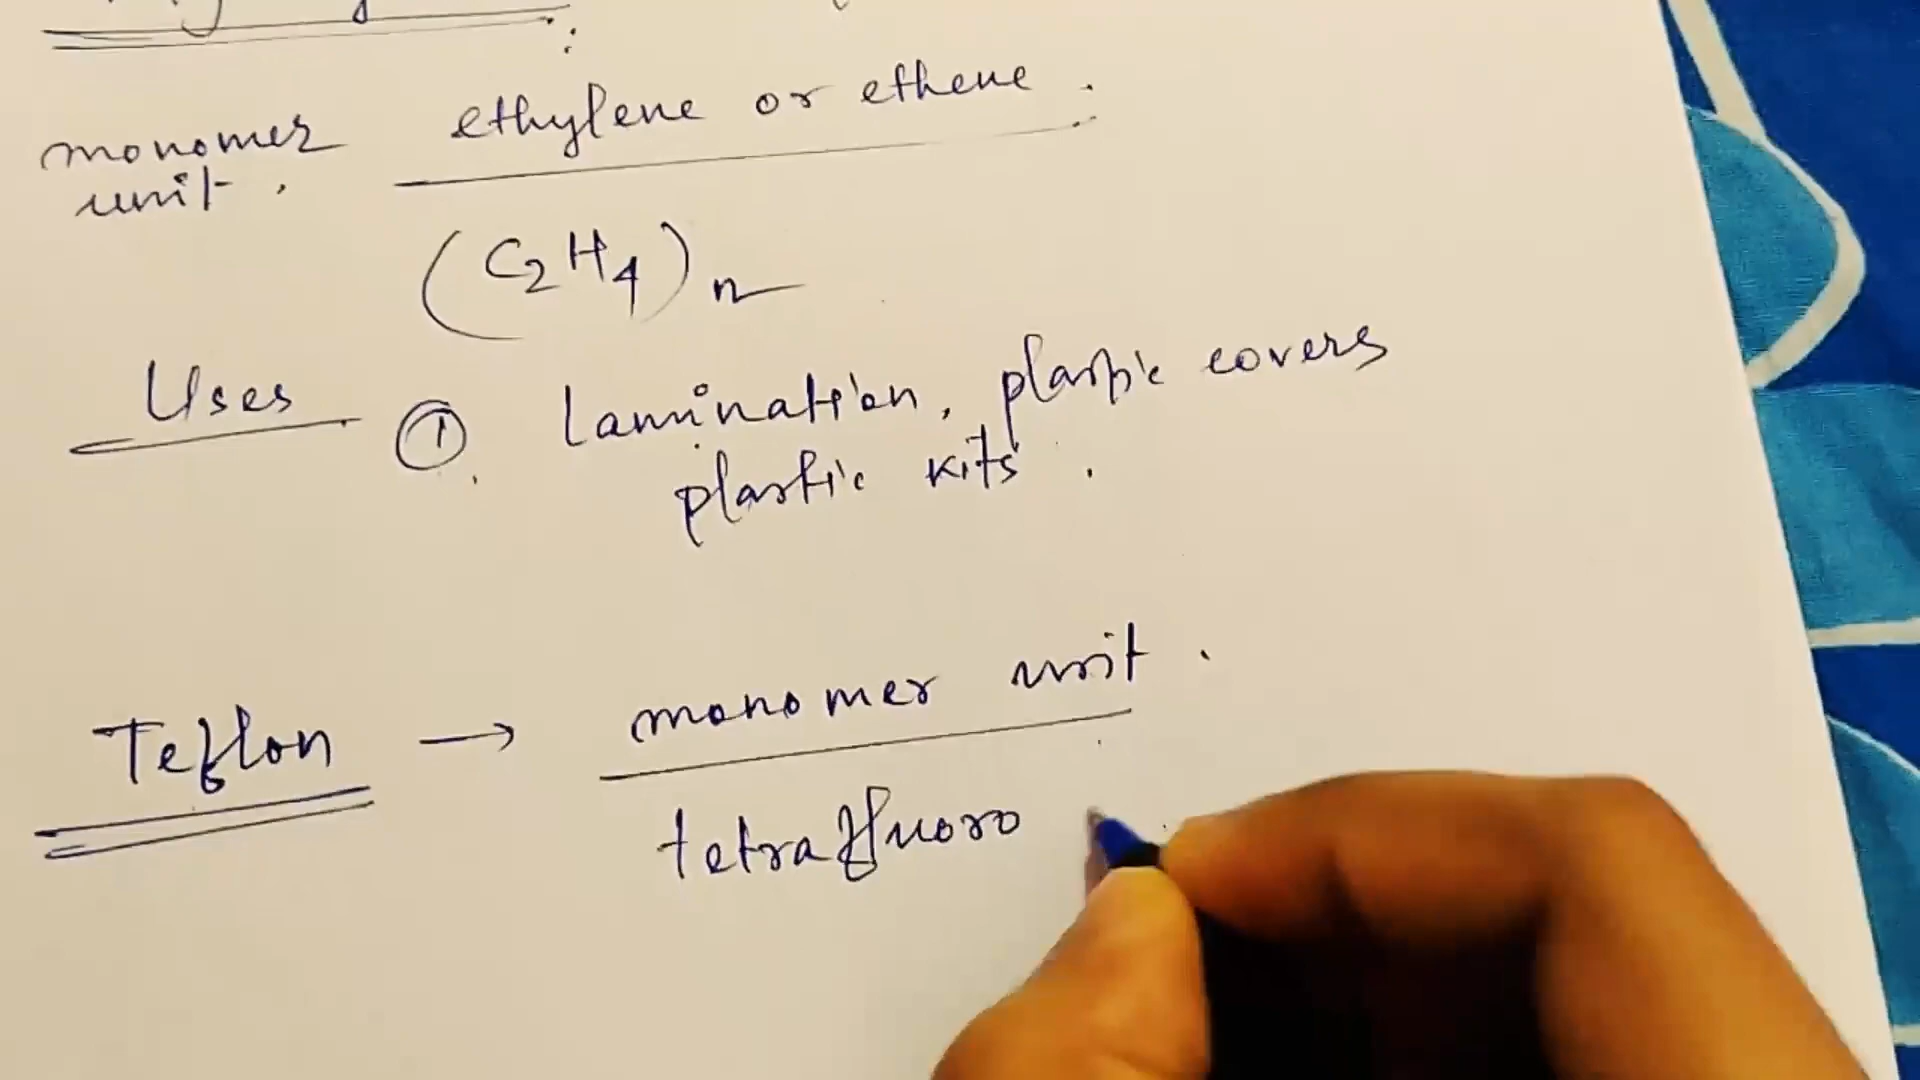 monomer ethylene or ethene .
unit .
(C₂H₄)n
Uses ① Lamination, plastic covers
plastic kits .
Teflon → monomer unit .
tetrafluoro